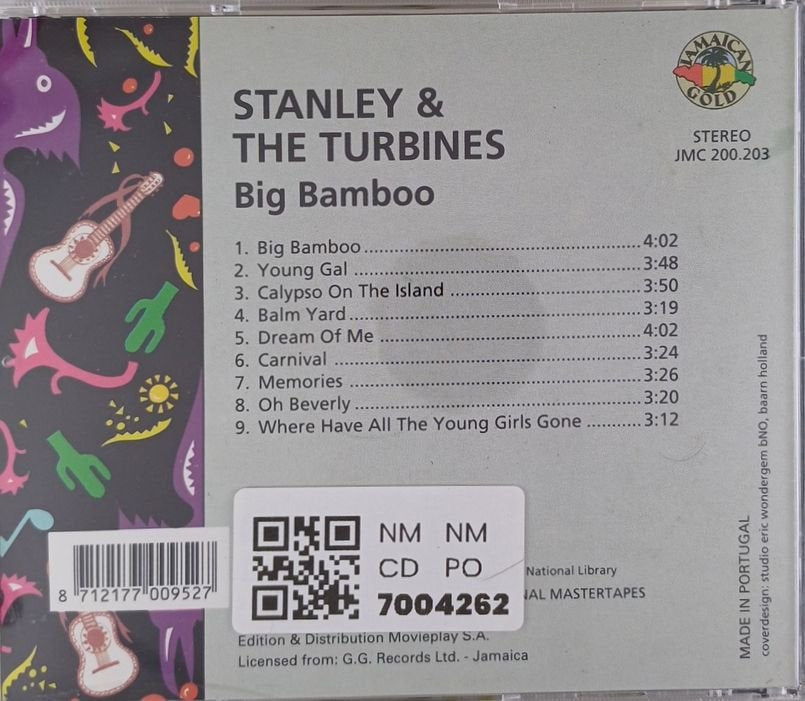 JAMAICAN
GOLD
STEREO
JMC 200.203
STANLEY &
THE TURBINES
Big Bamboo
1. Big Bamboo 4:02
2. Young Gal 3:48
3. Calypso On The Island 3:50
4. Balm Yard 3:19
5. Dream Of Me 4:02
6. Carnival 3:24
7. Memories 3:26
8. Oh Beverly 3:20
9. Where Have All The Young Girls Gone 3:12
NM NM
CD PO
7004262
8 712177 009527
National Library
NAL MASTERTAPES
Edition & Distribution Movieplay S.A.
Licensed from: G.G. Records Ltd. - Jamaica
MADE IN PORTUGAL
coverdesign: studio eric wondergem bNO, baarn holland